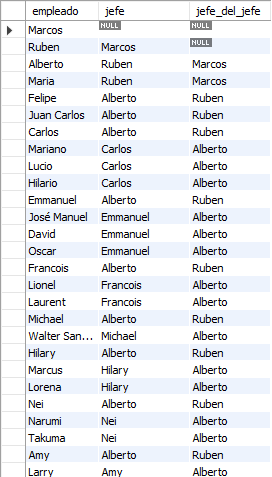 empleado jefe jefe_del_jefe
Marcos NULL NULL
Ruben Marcos NULL
Alberto Ruben Marcos
Maria Ruben Marcos
Felipe Alberto Ruben
Juan Carlos Alberto Ruben
Carlos Alberto Ruben
Mariano Carlos Alberto
Lucio Carlos Alberto
Hilario Carlos Alberto
Emmanuel Alberto Ruben
José Manuel Emmanuel Alberto
David Emmanuel Alberto
Oscar Emmanuel Alberto
Francois Alberto Ruben
Lionel Francois Alberto
Laurent Francois Alberto
Michael Alberto Ruben
Walter San... Michael Alberto
Hilary Alberto Ruben
Marcus Hilary Alberto
Lorena Hilary Alberto
Nei Alberto Ruben
Narumi Nei Alberto
Takuma Nei Alberto
Amy Alberto Ruben
Larry Amy Alberto